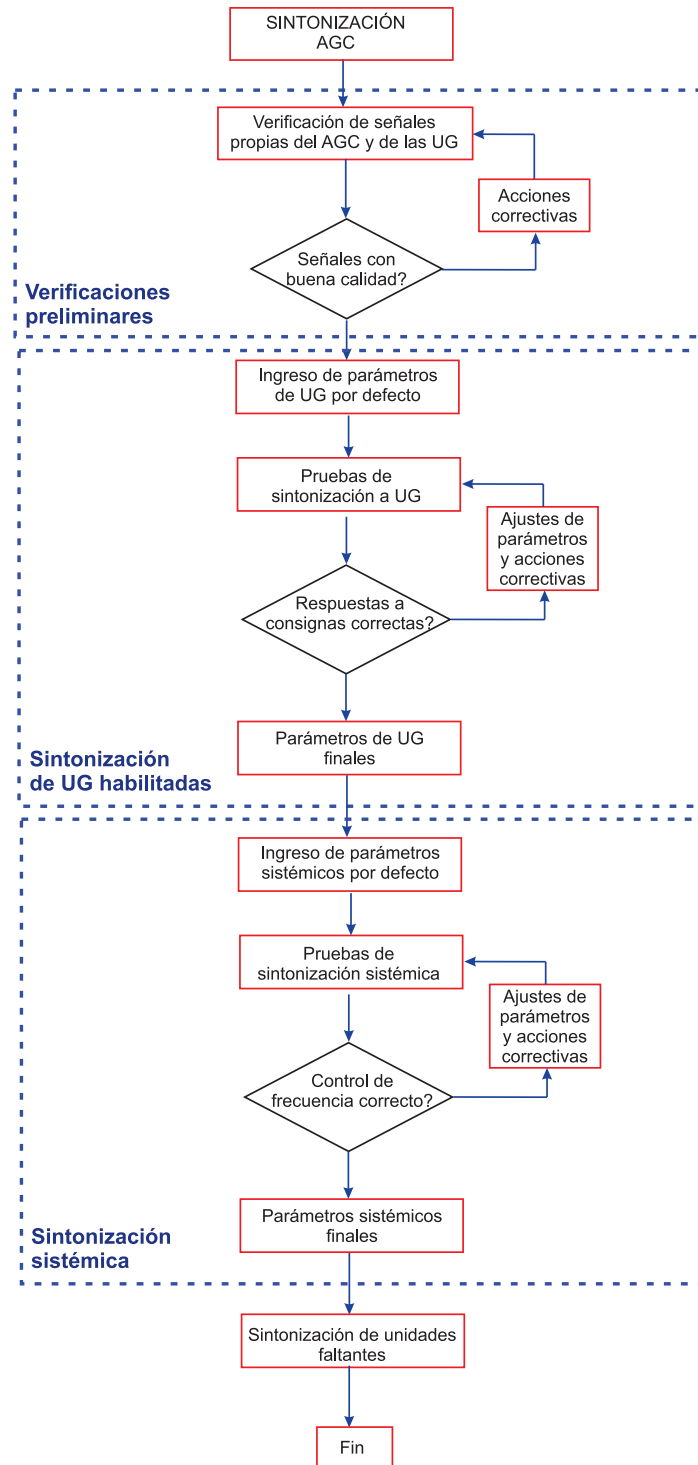 SINTONIZACIÓN
AGC
Verificación de señales
propias del AGC y de las UG
Acciones
correctivas
Señales con
buena calidad?
Verificaciones
preliminares
Ingreso de parámetros
de UG por defecto
Pruebas de
sintonización a UG
Ajustes de
parámetros
y acciones
correctivas
Respuestas a
consignas correctas?
Parámetros de UG
finales
Sintonización
de UG habilitadas
Ingreso de parámetros
sistémicos por defecto
Pruebas de
sintonización sistémica
Ajustes de
parámetros
y acciones
correctivas
Control de
frecuencia correcto?
Parámetros sistémicos
finales
Sintonización
sistémica
Sintonización de unidades
faltantes
Fin